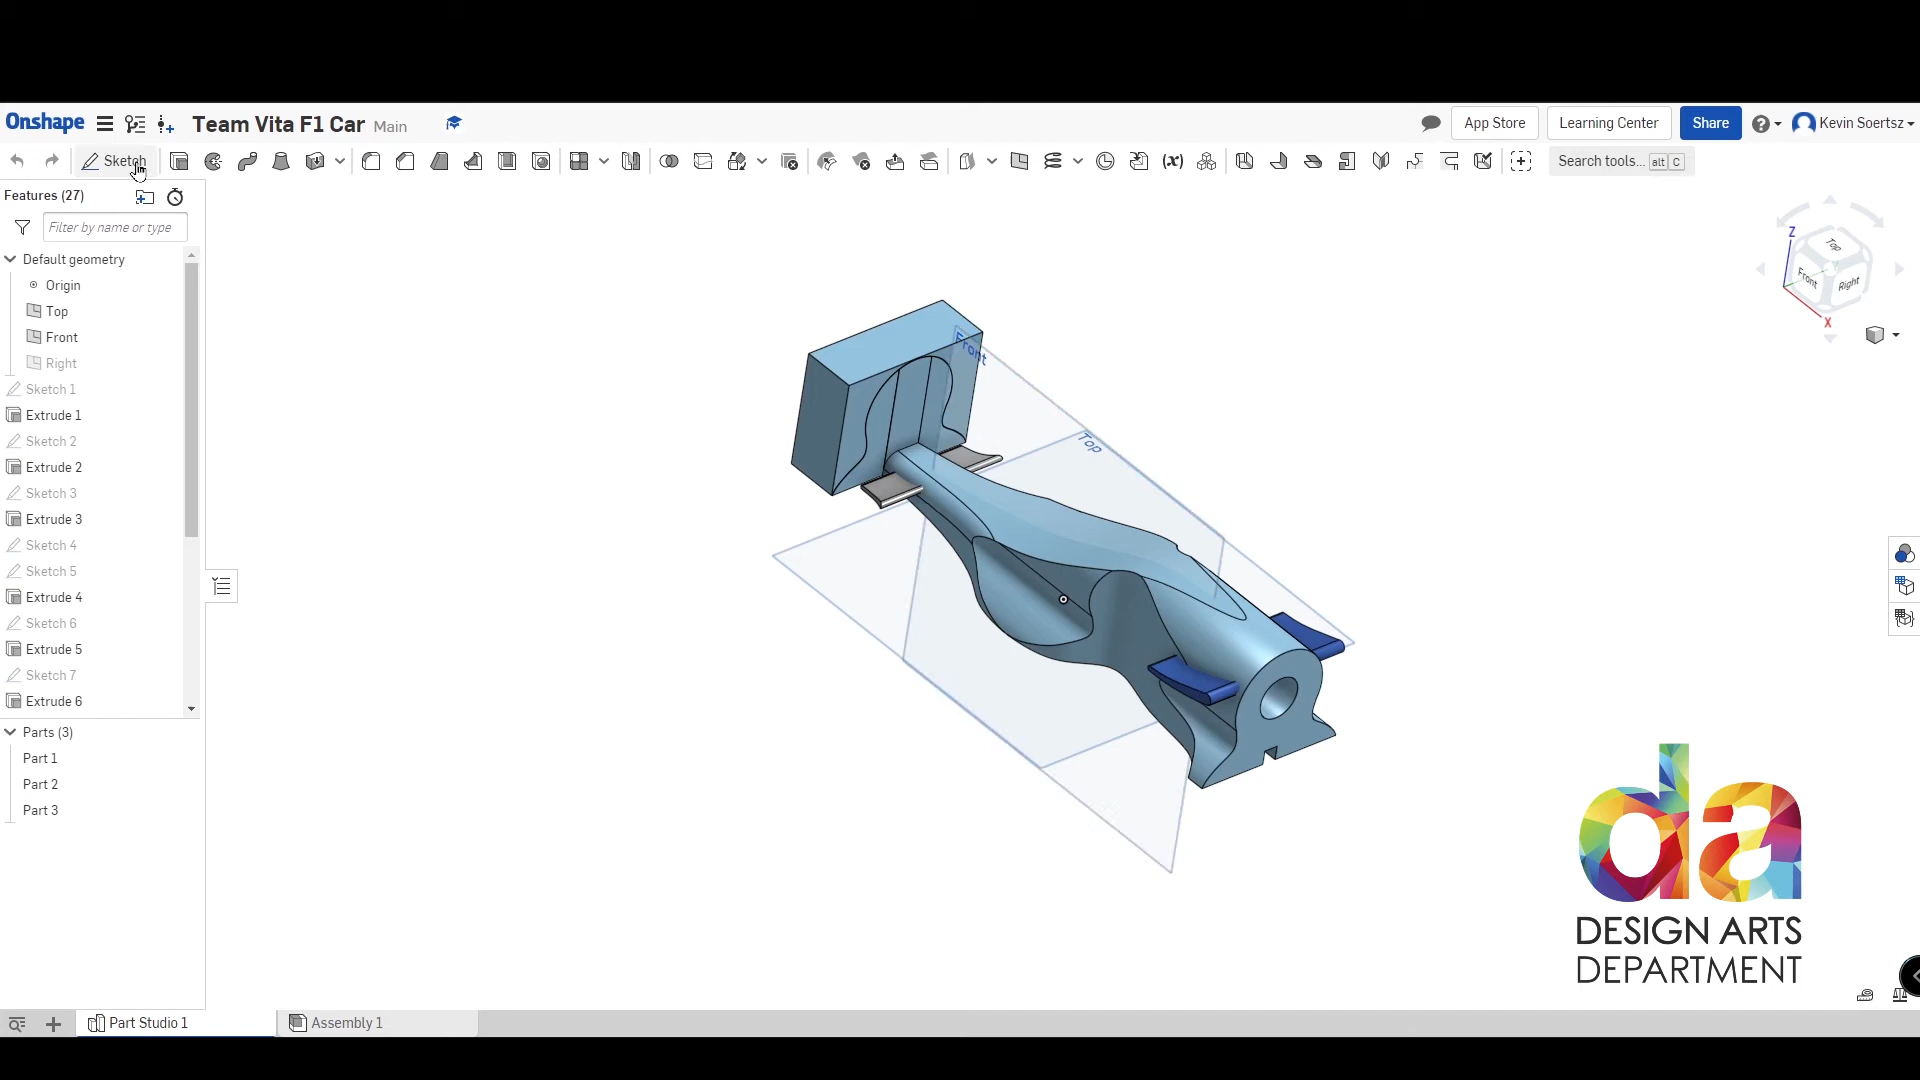 Onshape
Team Vita F1 Car Main
App Store
Learning Center
Share
Kevin Soertsz
Sketch
(x)
Search tools... alt C
Features (27)
Filter by name or type
Default geometry
Origin
Top
Front
Right
Sketch 1
Extrude 1
Sketch 2
Extrude 2
Sketch 3
Extrude 3
Sketch 4
Sketch 5
Extrude 4
Sketch 6
Extrude 5
Sketch 7
Extrude 6
Parts (3)
Part 1
Part 2
Part 3
Front
Top
Z
Top
Front
Right
X
da
DESIGN ARTS
DEPARTMENT
Part Studio 1
Assembly 1